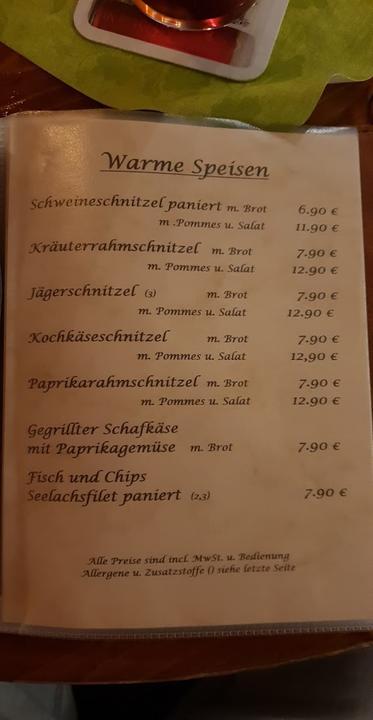 Warme Speisen
Schweineschnitzel paniert m. Brot 6.90 €
m .Pommes u. Salat 11.90 €
Kräuterrahmschnitzel m. Brot 7.90 €
m. Pommes u. Salat 12.90 €
Jägerschnitzel (3) m. Brot 7.90 €
m. Pommes u. Salat 12.90 €
Kochkäseschnitzel m. Brot 7.90 €
m. Pommes u. Salat 12,90 €
Paprikarahmschnitzel m. Brot 7.90 €
m. Pommes u. Salat 12.90 €
Gegrillter Schafkäse
mit Paprikagemüse m. Brot 7.90 €
Fisch und Chips
Seelachsfilet paniert (2,3) 7.90 €
Alle Preise sind incl. MwSt. u. Bedienung
Allergene u. Zusatzstoffe () siehe letzte Seite